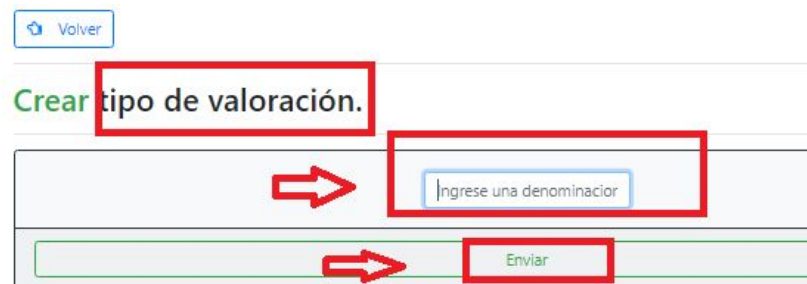 Volver
Crear tipo de valoración.
Ingrese una denominacior
Enviar